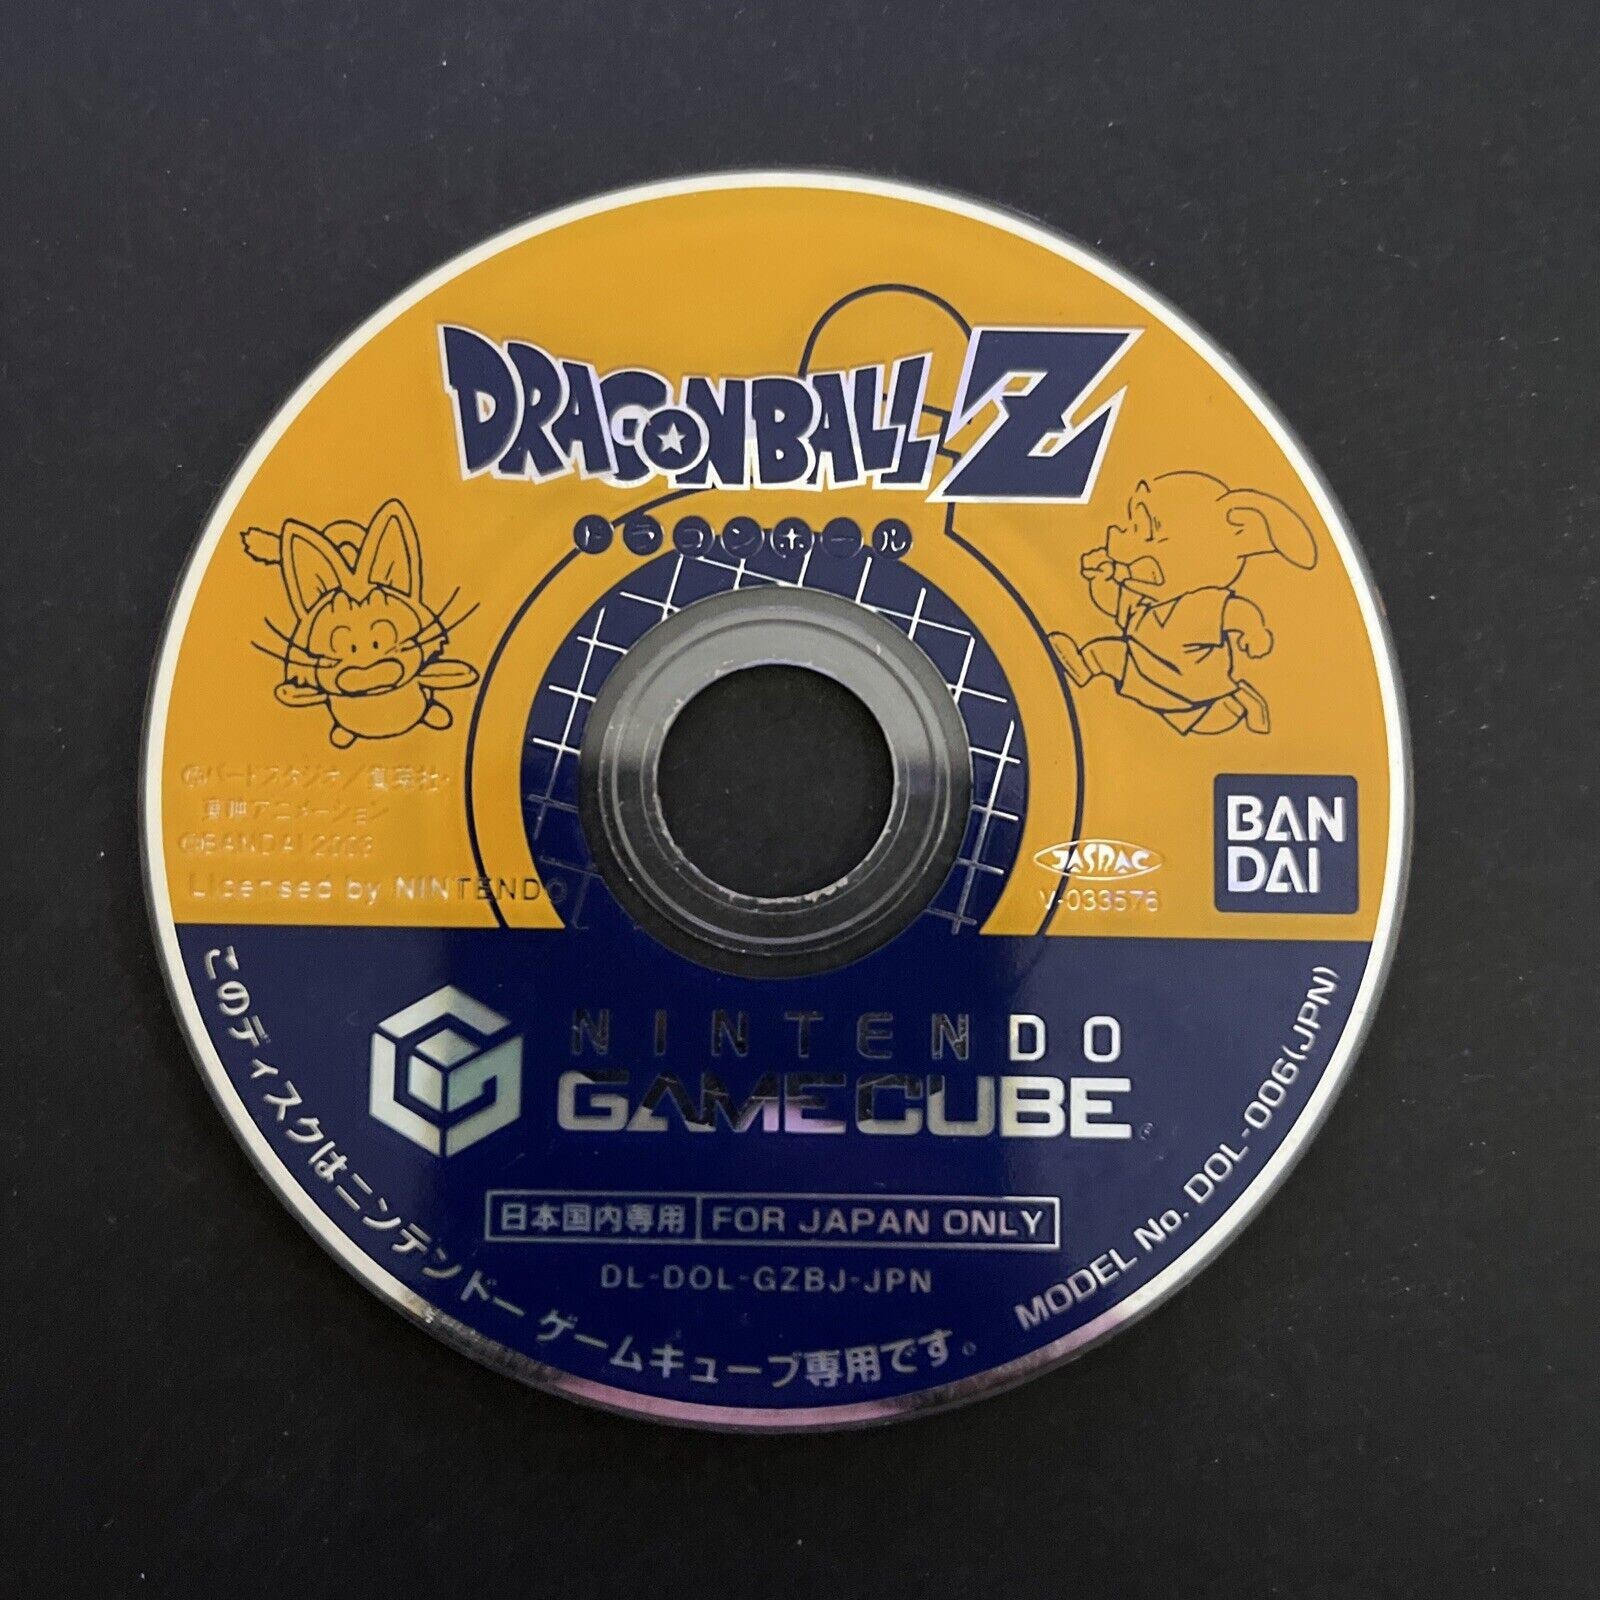 DRAGONBALL Z
ドラゴンボール
©バードスタジオ/集英社・
東映アニメーション
©BANDAI 2003
Licensed by NINTENDO
JASRAC
V-033576
BAN
DAI
NINTENDO
GAMECUBE®
日本国内専用 FOR JAPAN ONLY
DL-DOL-GZBJ-JPN
このディスクはニンテンドー ゲームキューブ専用です。
MODEL No. DOL-006(JPN)